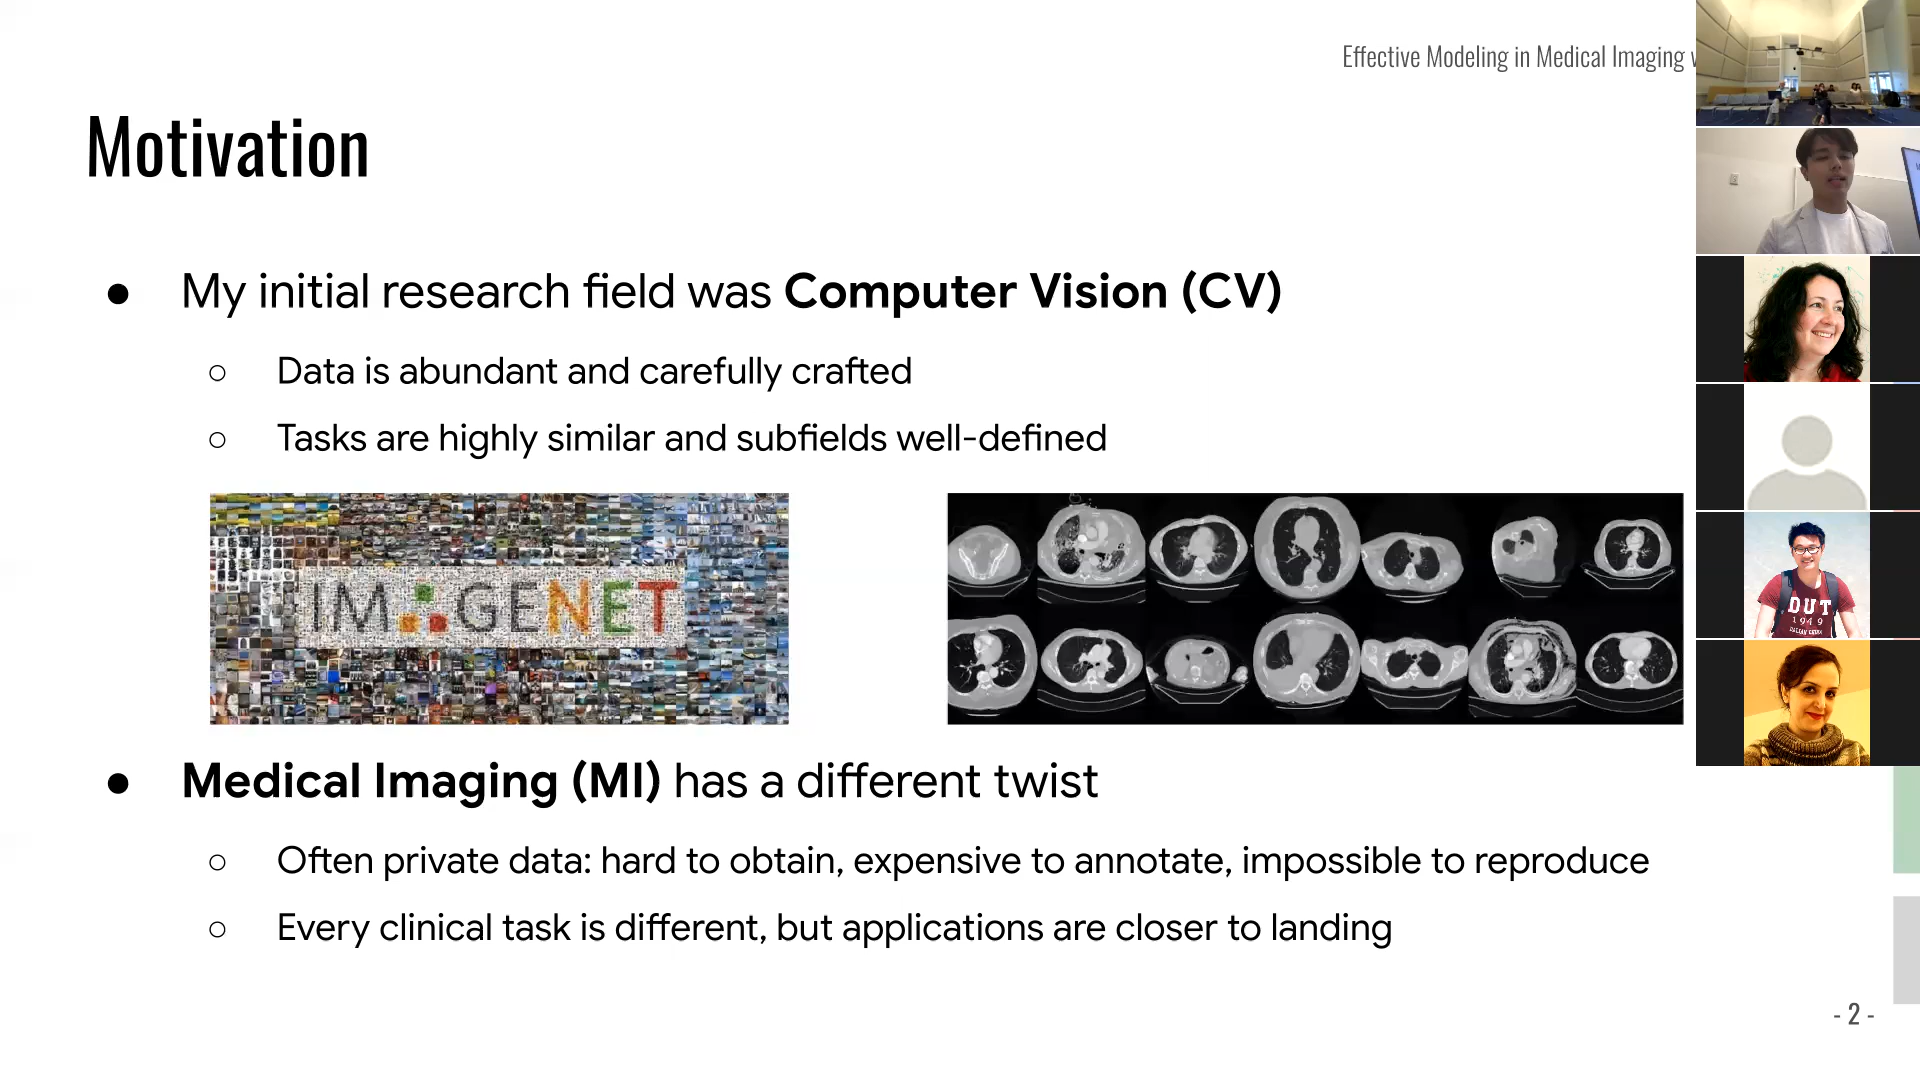 Effective Modeling in Medical Imaging
Motivation
● My initial research field was Computer Vision (CV)
○ Data is abundant and carefully crafted
○ Tasks are highly similar and subfields well-defined
IMAGENET
● Medical Imaging (MI) has a different twist
○ Often private data: hard to obtain, expensive to annotate, impossible to reproduce
○ Every clinical task is different, but applications are closer to landing
DUT
1949
- 2 -